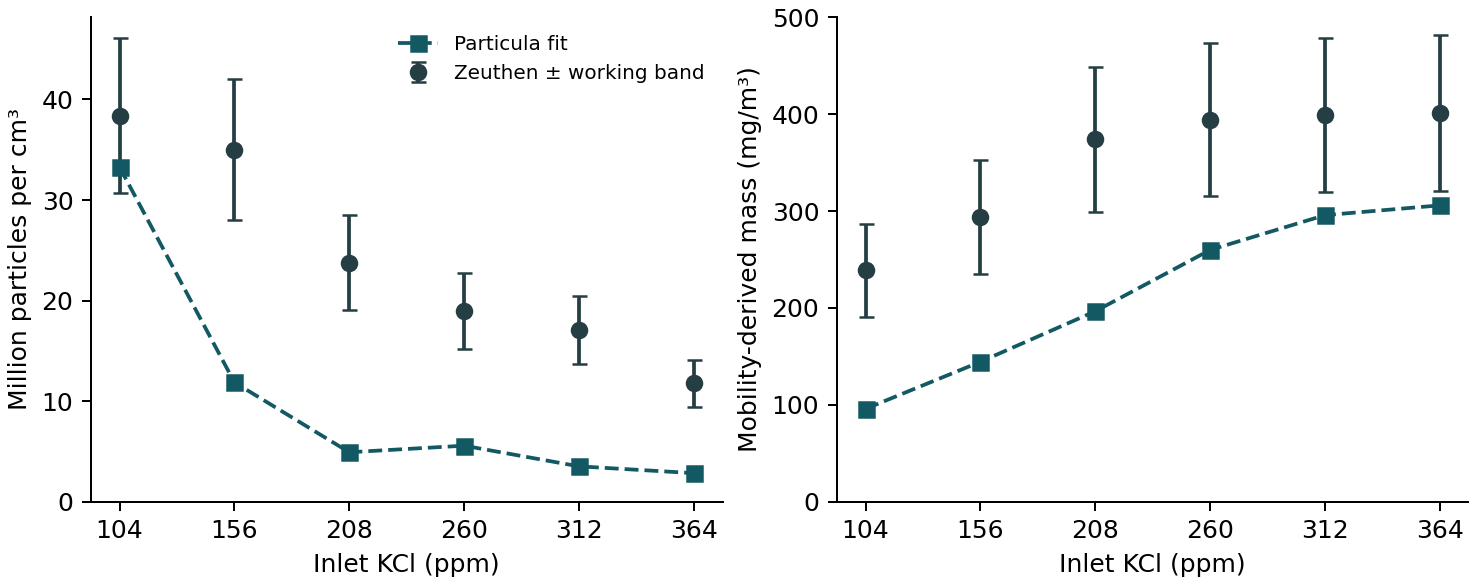 Million particles per cm³
40
30
20
10
0
104 156 208 260 312 364
Inlet KCl (ppm)
Particula fit
Zeuthen ± working band
Mobility-derived mass (mg/m³)
500
400
300
200
100
0
104 156 208 260 312 364
Inlet KCl (ppm)